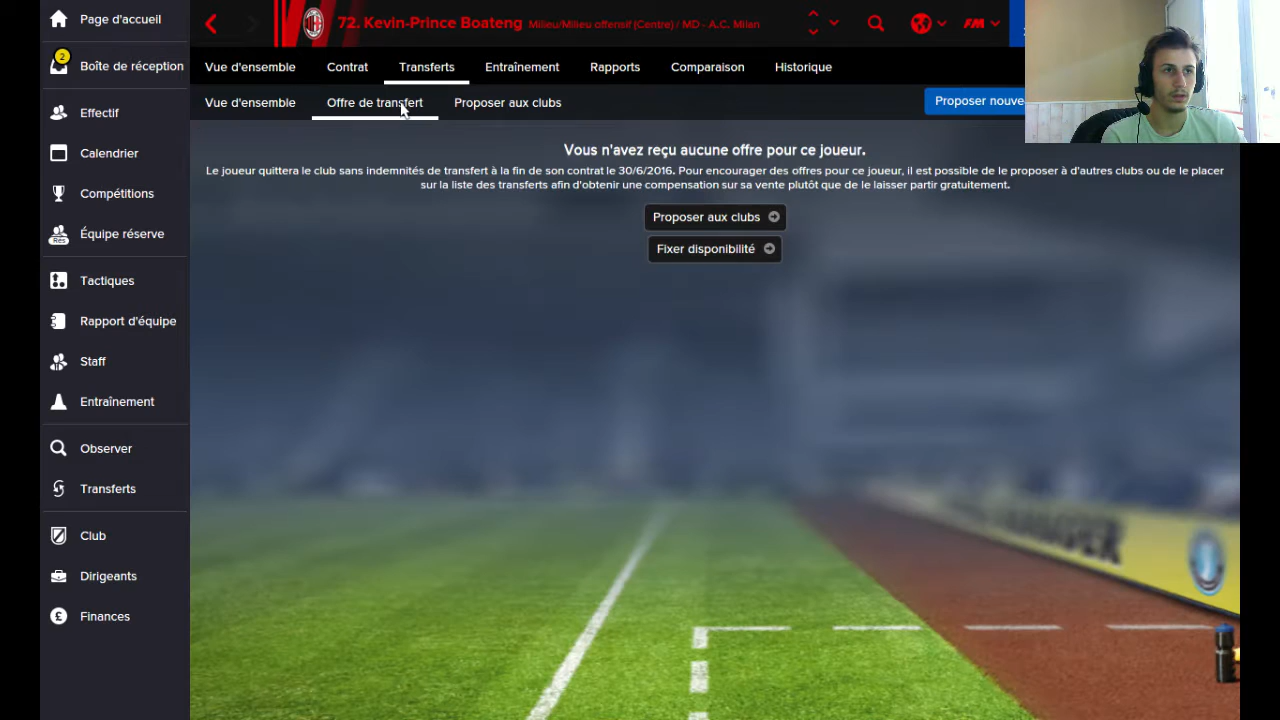 Page d'accueil
2
Boîte de réception
Effectif
Calendrier
Compétitions
Rés
Équipe réserve
Tactiques
Rapport d'équipe
Staff
Entraînement
Observer
Transferts
Club
Dirigeants
£
Finances
72. Kevin-Prince Boateng Milieu/Milieu offensif (Centre) / MD - A.C. Milan
FM
Vue d'ensemble Contrat Transferts Entraînement Rapports Comparaison Historique
Vue d'ensemble Offre de transfert Proposer aux clubs
Proposer nouve
Vous n'avez reçu aucune offre pour ce joueur.
Le joueur quittera le club sans indemnités de transfert à la fin de son contrat le 30/6/2016. Pour encourager des offres pour ce joueur, il est possible de le proposer à d'autres clubs ou de le placer
sur la liste des transferts afin d'obtenir une compensation sur sa vente plutôt que de le laisser partir gratuitement.
Proposer aux clubs
Fixer disponibilité